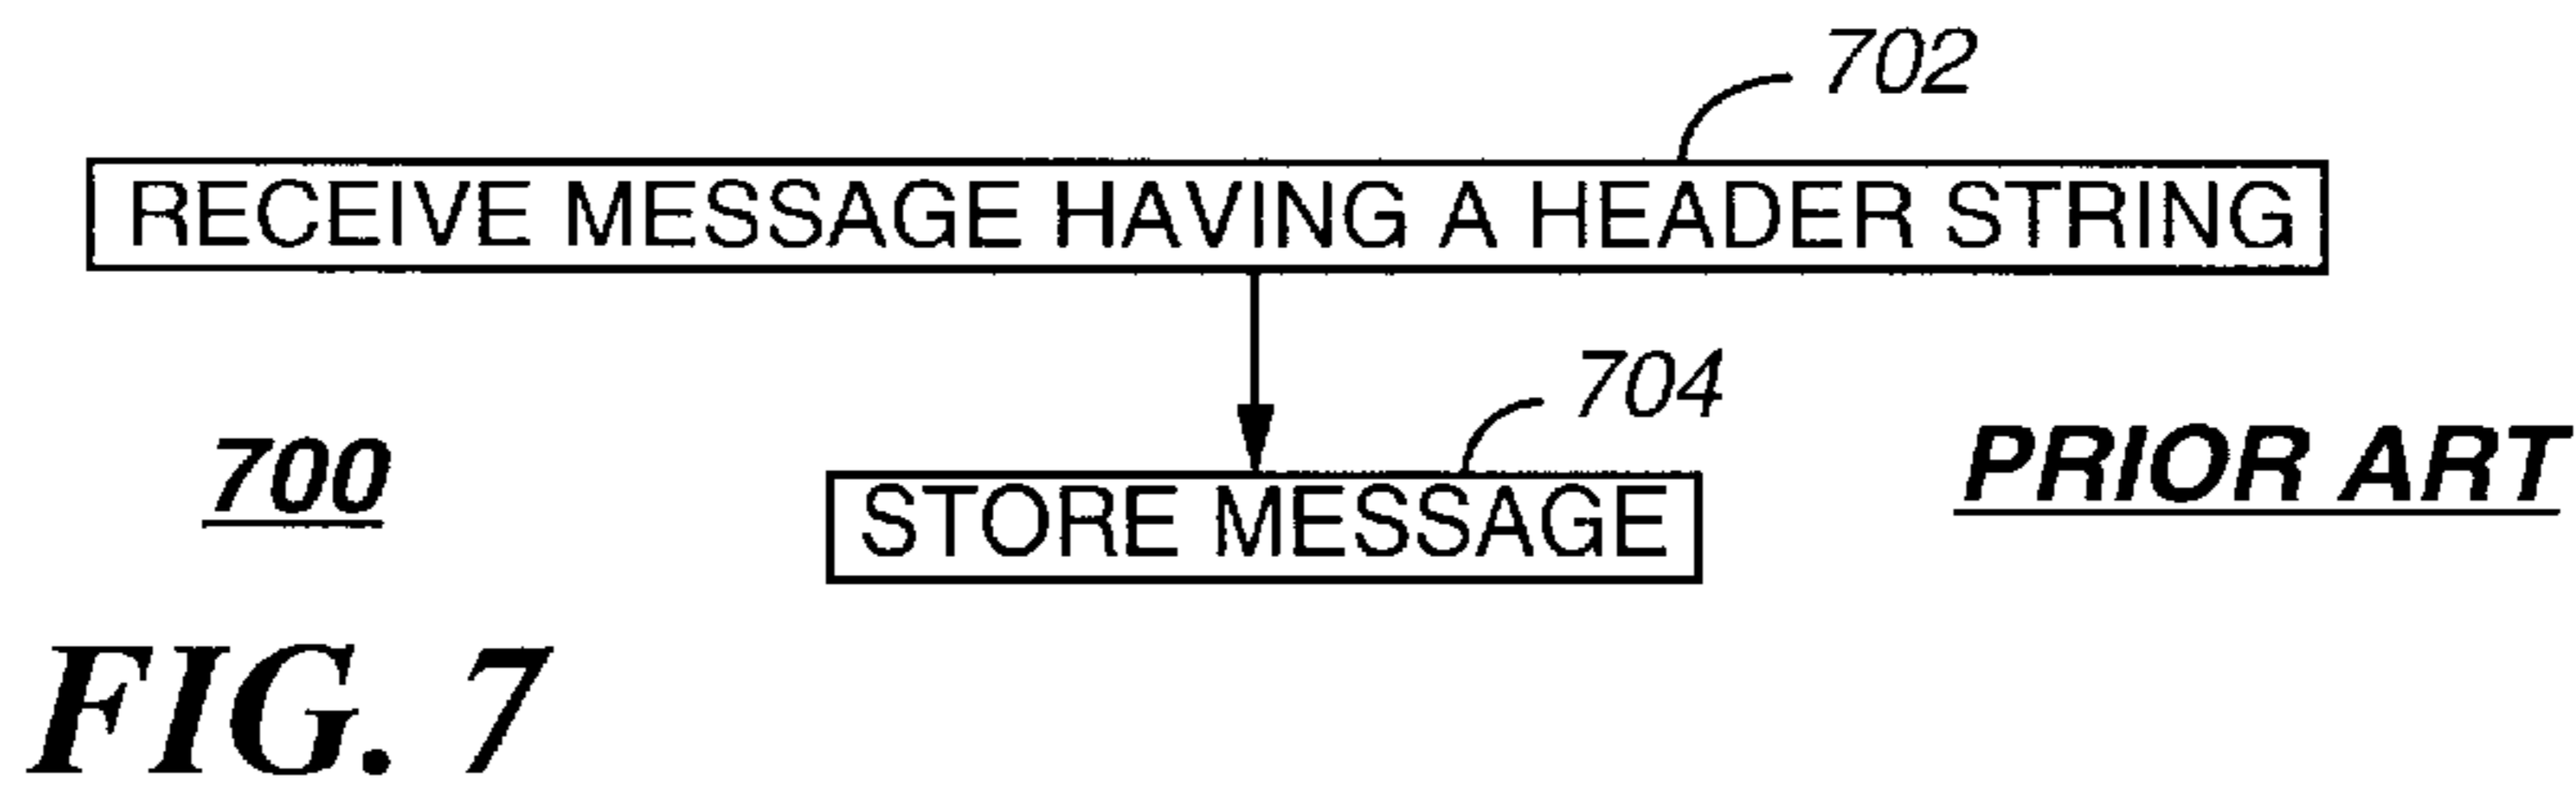 702
RECEIVE MESSAGE HAVING A HEADER STRING
704
700
PRIOR ART
STORE MESSAGE
FIG. 7